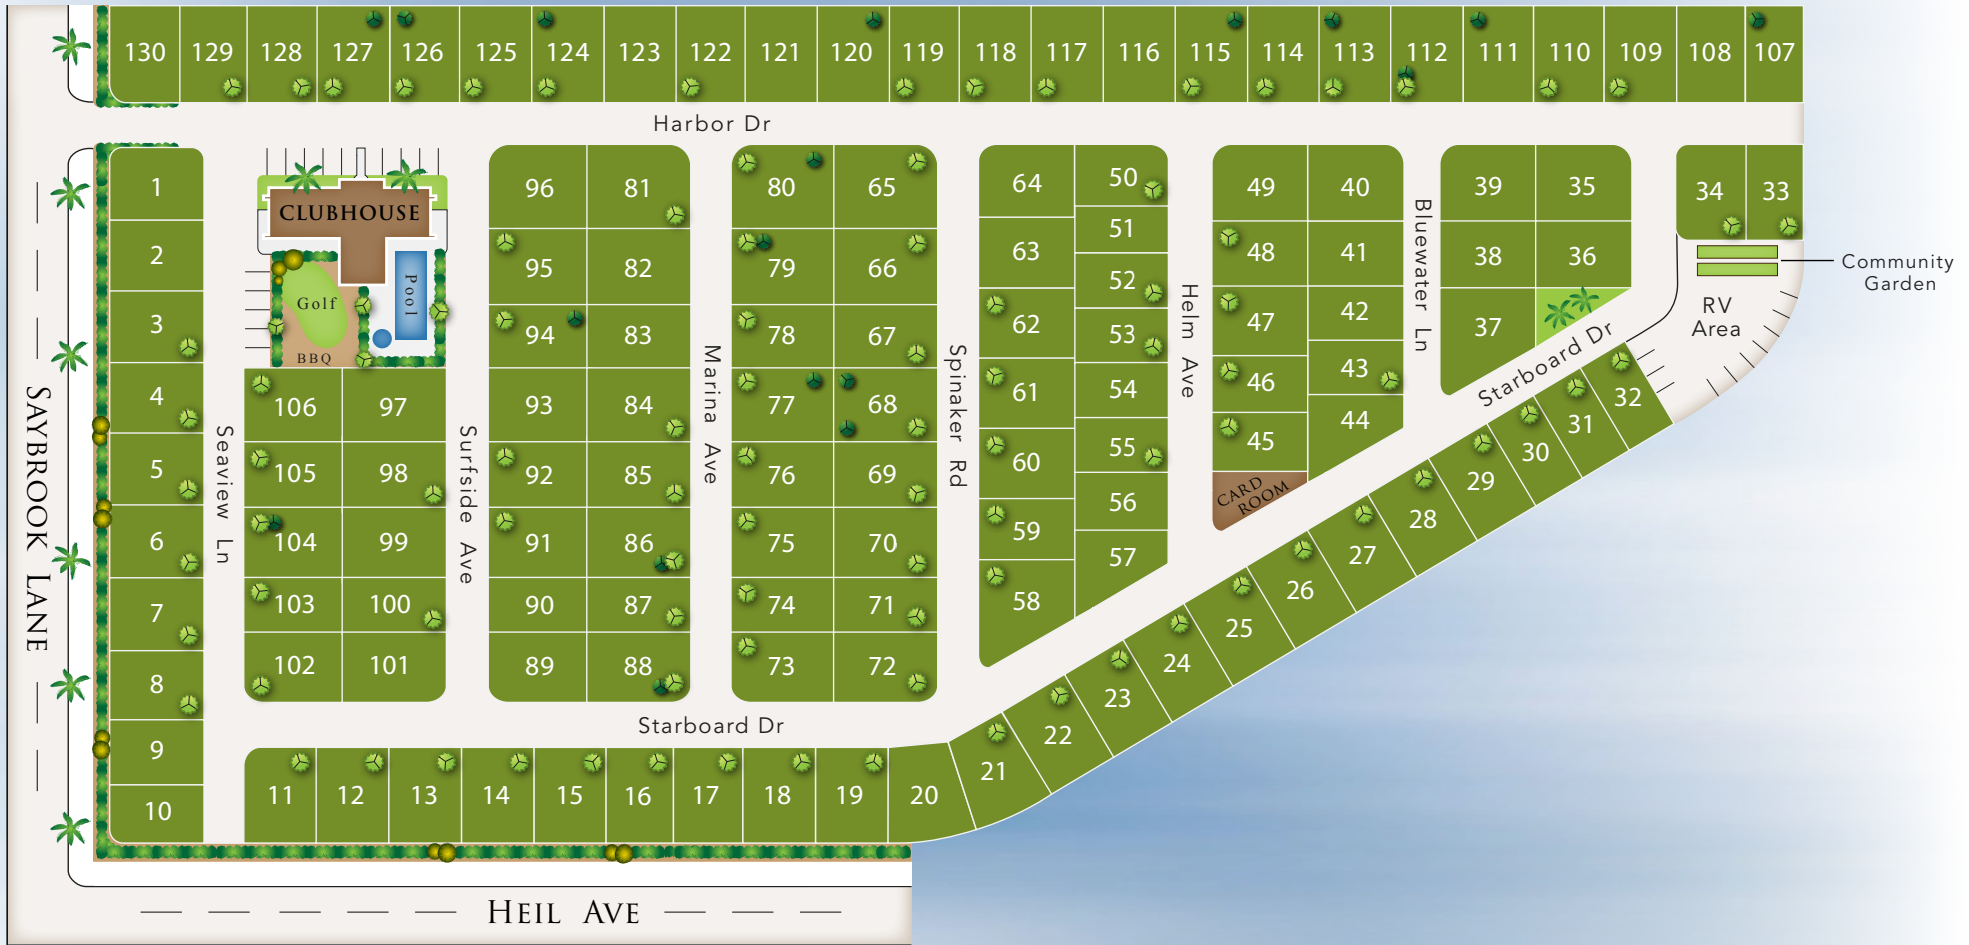 130 129 128 127 126 125 124 123 122 121 120 119 118 117 116 115 114 113 112 111 110 109 108 107
Harbor Dr
1
2
3
4
5
6
7
8
9
10
SAYBROOK LANE
Seaview Ln
CLUBHOUSE
Golf
Pool
BBQ
106 97
105 98
104 99
103 100
102 101
Surfside Ave
96 81
95 82
94 83
93 84
92 85
91 86
90 87
89 88
Marina Ave
80 65
79 66
78 67
77 68
76 69
75 70
74 71
73 72
Spinaker Rd
64
63
62
61
60
59
58
50
51
52
53
54
55
56
57
Helm Ave
49
48
47
46
45
CARD
ROOM
40
41
42
43
44
Bluewater Ln
39 35
38 36
37
34 33
Community
Garden
RV
Area
Starboard Dr
Starboard Dr
11 12 13 14 15 16 17 18 19 20 21 22 23 24 25 26 27 28 29 30 31 32
HEIL AVE